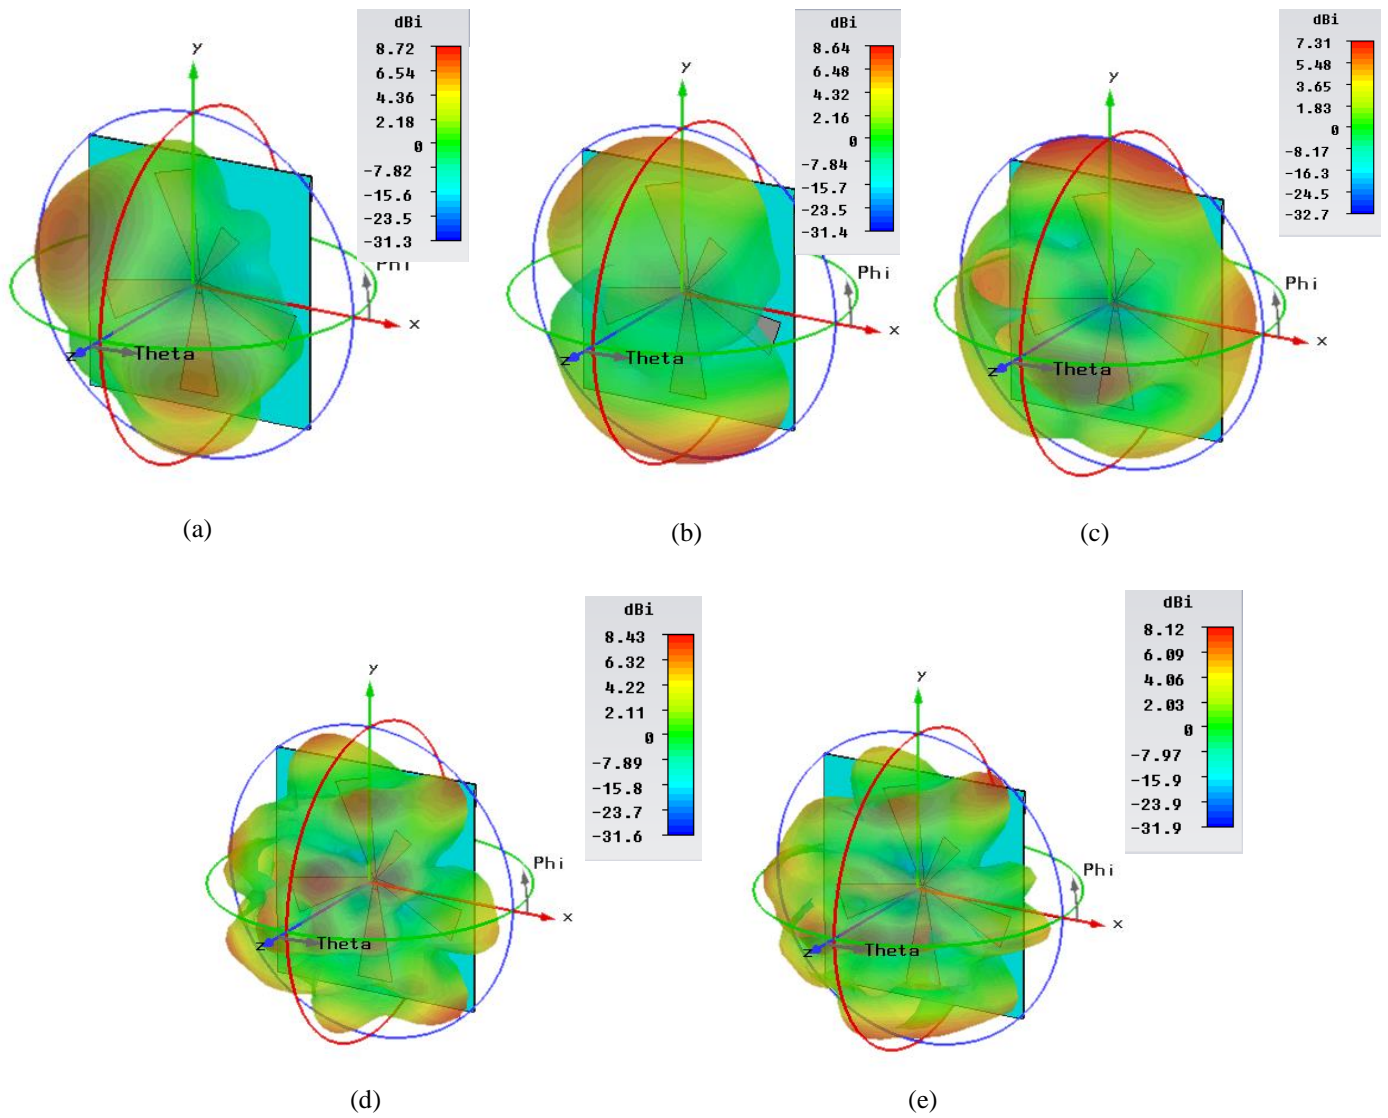 dBi
8.72
6.54
4.36
2.18
0
-7.82
-15.6
-23.5
-31.3
y
Phi
x
z
Theta
(a)
dBi
8.64
6.48
4.32
2.16
0
-7.84
-15.7
-23.5
-31.4
y
Phi
x
z
Theta
(b)
dBi
7.31
5.48
3.65
1.83
0
-8.17
-16.3
-24.5
-32.7
y
Phi
x
z
Theta
(c)
dBi
8.43
6.32
4.22
2.11
0
-7.89
-15.8
-23.7
-31.6
y
Phi
x
z
Theta
(d)
dBi
8.12
6.09
4.06
2.03
0
-7.97
-15.9
-23.9
-31.9
y
Phi
x
z
Theta
(e)